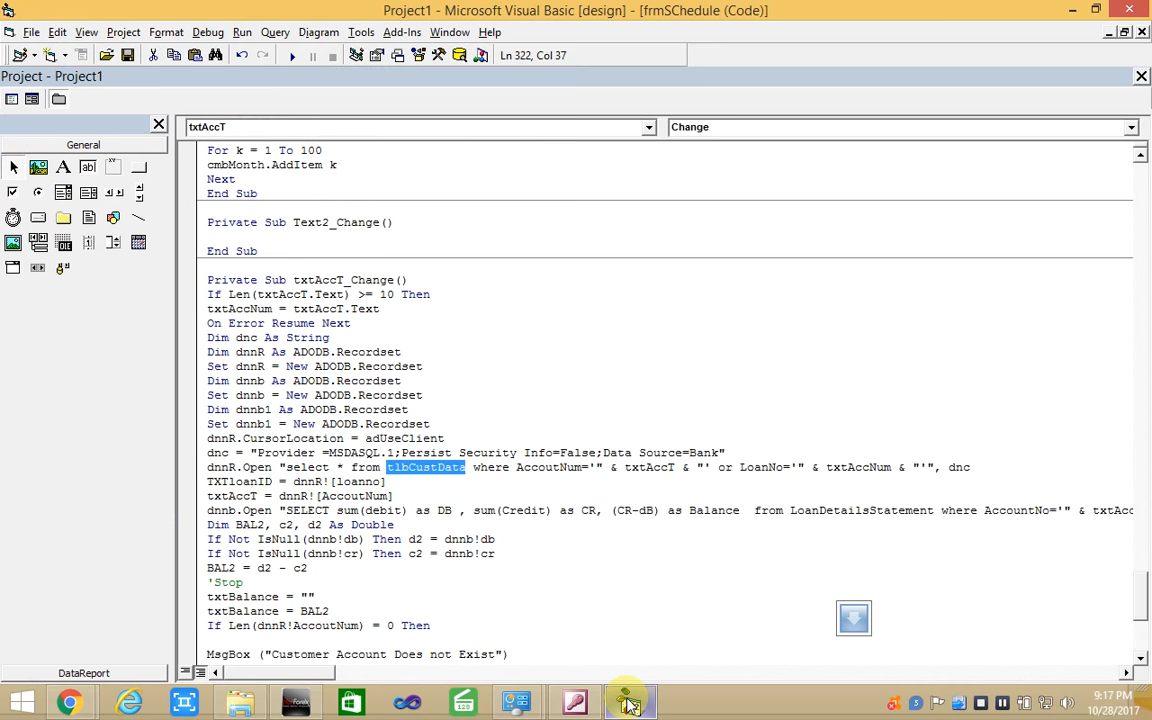 Project1 - Microsoft Visual Basic [design] - [frmSChedule (Code)]
File Edit View Project Format Debug Run Query Diagram Tools Add-Ins Window Help
Ln 322, Col 37
Project - Project1
General
txtAccT
Change
For k = 1 To 100
cmbMonth.AddItem k
Next
End Sub
Private Sub Text2_Change()
End Sub
Private Sub txtAccT_Change()
If Len(txtAccT.Text) >= 10 Then
txtAccNum = txtAccT.Text
On Error Resume Next
Dim dnc As String
Dim dnnR As ADODB.Recordset
Set dnnR = New ADODB.Recordset
Dim dnnb As ADODB.Recordset
Set dnnb = New ADODB.Recordset
Dim dnnb1 As ADODB.Recordset
Set dnnb1 = New ADODB.Recordset
dnnR.CursorLocation = adUseClient
dnc = "Provider =MSDASQL.1;Persist Security Info=False;Data Source=Bank"
dnnR.Open "select * from tlbCustData where AccoutNum='" & txtAccT & "' or LoanNo='" & txtAccNum & "'", dnc
TXTloanID = dnnR![loanno]
txtAccT = dnnR![AccoutNum]
dnnb.Open "SELECT sum(debit) as DB , sum(Credit) as CR, (CR-dB) as Balance  from LoanDetailsStatement where AccountNo='" & txtAcc
Dim BAL2, c2, d2 As Double
If Not IsNull(dnnb!db) Then d2 = dnnb!db
If Not IsNull(dnnb!cr) Then c2 = dnnb!cr
BAL2 = d2 - c2
'Stop
txtBalance = ""
txtBalance = BAL2
If Len(dnnR!AccoutNum) = 0 Then
MsgBox ("Customer Account Does not Exist")
DataReport
9:17 PM
10/28/2017